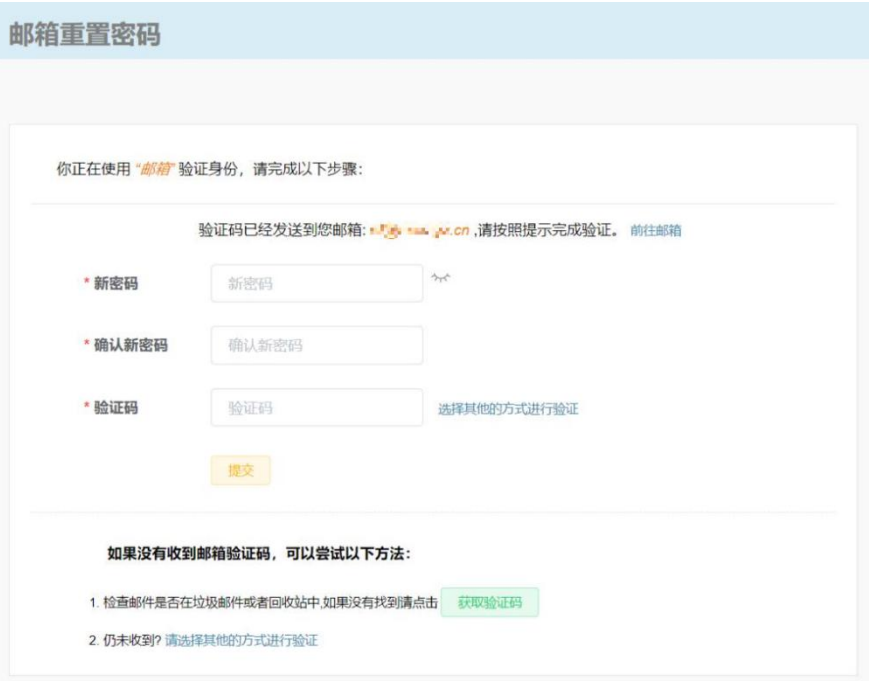 邮箱重置密码
你正在使用 “邮箱” 验证身份，请完成以下步骤：
验证码已经发送到您邮箱: .cn ,请按照提示完成验证。 前往邮箱
* 新密码 新密码
* 确认新密码 确认新密码
* 验证码 验证码 选择其他的方式进行验证
提交
如果没有收到邮箱验证码，可以尝试以下方法：
1. 检查邮件是否在垃圾邮件或者回收站中,如果没有找到请点击 获取验证码
2. 仍未收到? 请选择其他的方式进行验证